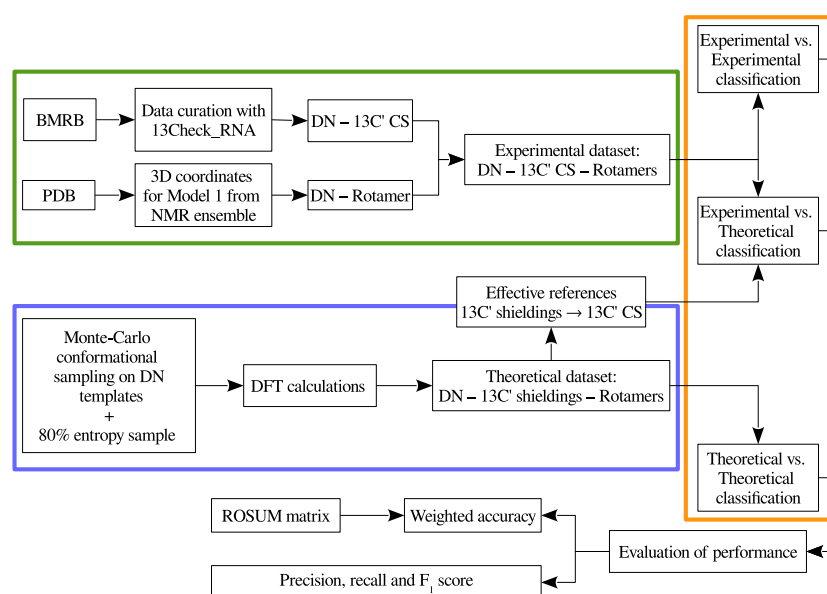 Experimental vs.
Experimental
classification
BMRB
Data curation with
13Check_RNA
DN – 13C' CS
Experimental dataset:
DN – 13C' CS – Rotamers
PDB
3D coordinates
for Model 1 from
NMR ensemble
DN – Rotamer
Experimental vs.
Theoretical
classification
Effective references
13C' shieldings → 13C' CS
Monte-Carlo
conformational
sampling on DN
templates
+
80% entropy sample
DFT calculations
Theoretical dataset:
DN – 13C' shieldings – Rotamers
Theoretical vs.
Theoretical
classification
ROSUM matrix
Weighted accuracy
Evaluation of performance
Precision, recall and F₁ score